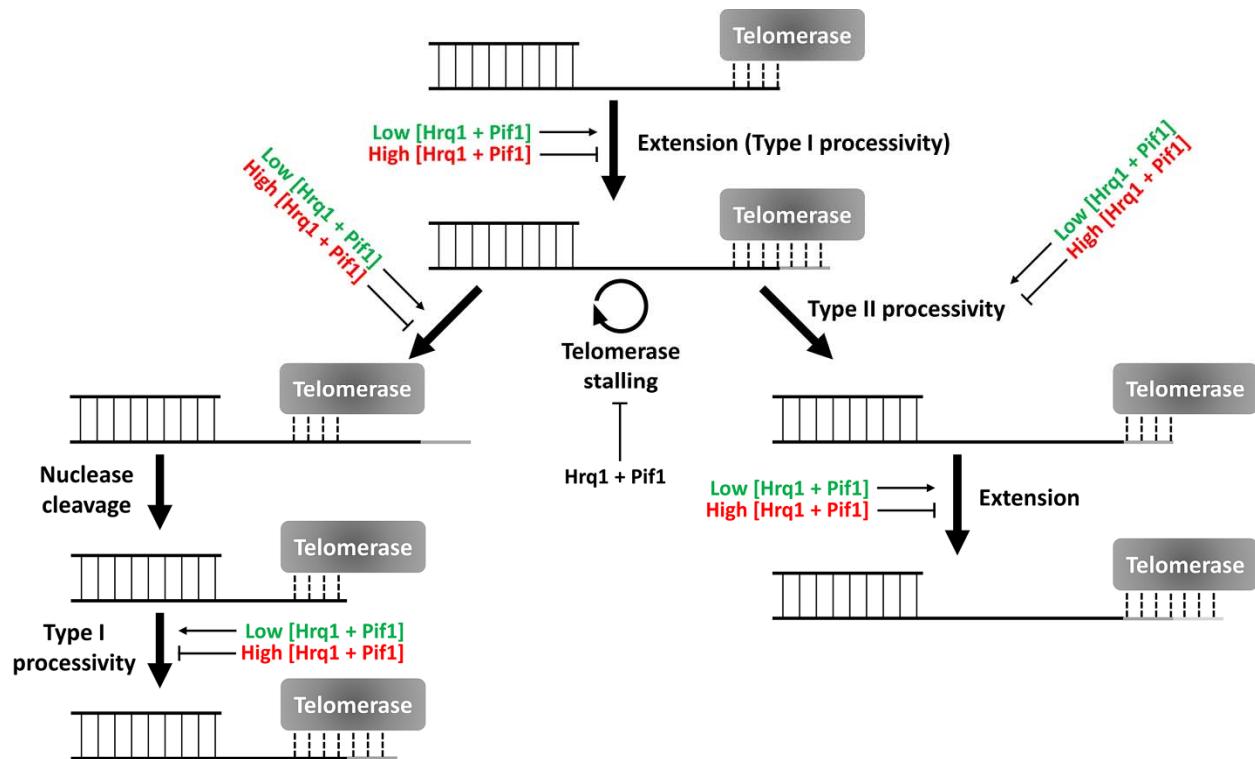 Telomerase
Low [Hrq1 + Pif1]
High [Hrq1 + Pif1]
Extension (Type I processivity)
Low [Hrq1 + Pif1]
High [Hrq1 + Pif1]
Telomerase
Low [Hrq1 + Pif1]
High [Hrq1 + Pif1]
Type II processivity
Telomerase
stalling
Hrq1 + Pif1
Telomerase
Nuclease
cleavage
Telomerase
Type I
processivity
Low [Hrq1 + Pif1]
High [Hrq1 + Pif1]
Telomerase
Telomerase
Low [Hrq1 + Pif1]
High [Hrq1 + Pif1]
Extension
Telomerase